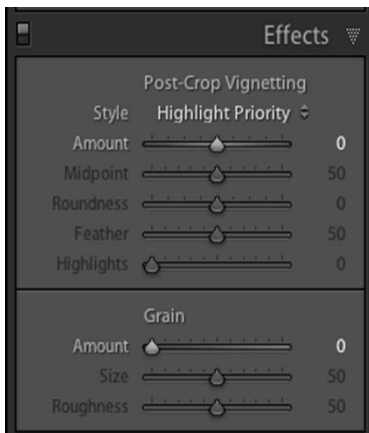 Effects
Post-Crop Vignetting
Style Highlight Priority
Amount 0
Midpoint 50
Roundness 0
Feather 50
Highlights 0
Grain
Amount 0
Size 50
Roughness 50